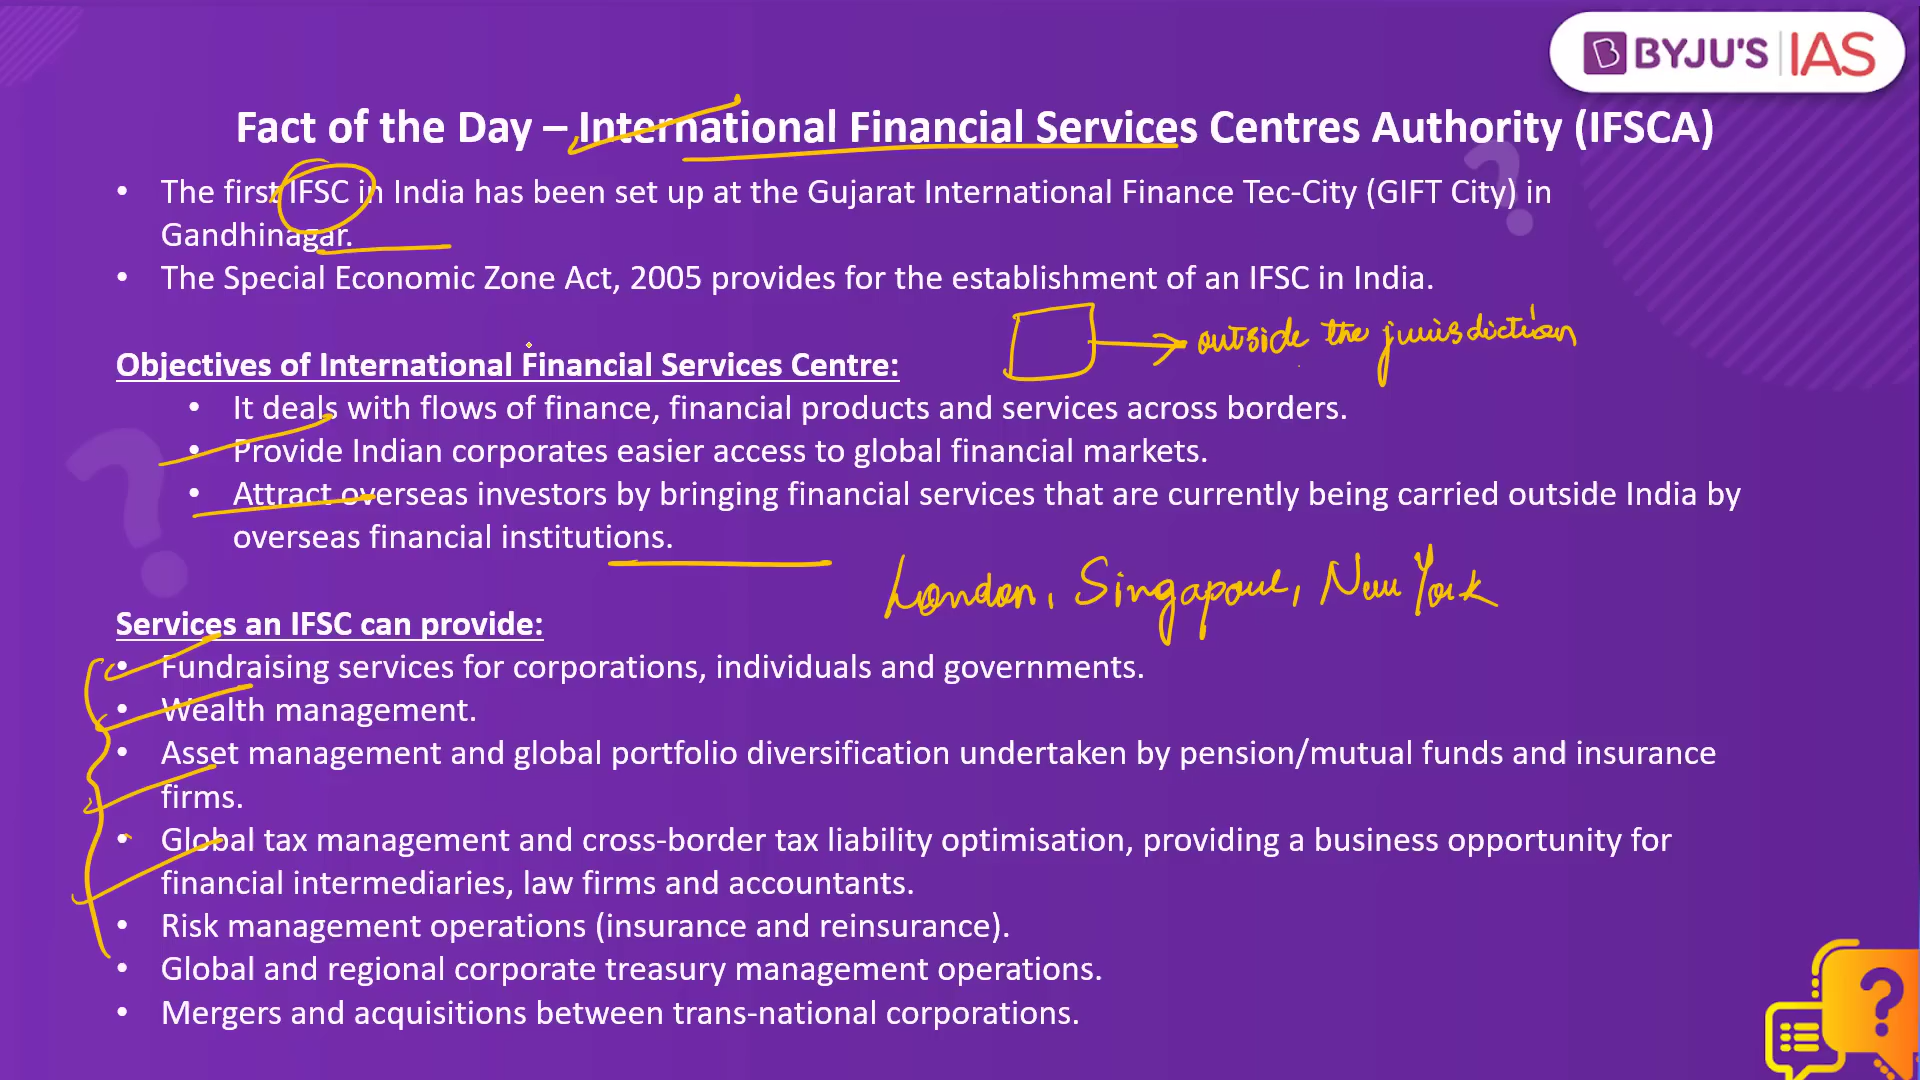 BYJU'S IAS
Fact of the Day – International Financial Services Centres Authority (IFSCA)
• The first IFSC in India has been set up at the Gujarat International Finance Tec-City (GIFT City) in
Gandhinagar.
• The Special Economic Zone Act, 2005 provides for the establishment of an IFSC in India.
outside the jurisdiction
Objectives of International Financial Services Centre:
• It deals with flows of finance, financial products and services across borders.
• Provide Indian corporates easier access to global financial markets.
• Attract overseas investors by bringing financial services that are currently being carried outside India by
overseas financial institutions.
London, Singapore, New York
Services an IFSC can provide:
• Fundraising services for corporations, individuals and governments.
• Wealth management.
• Asset management and global portfolio diversification undertaken by pension/mutual funds and insurance
firms.
• Global tax management and cross-border tax liability optimisation, providing a business opportunity for
financial intermediaries, law firms and accountants.
• Risk management operations (insurance and reinsurance).
• Global and regional corporate treasury management operations.
• Mergers and acquisitions between trans-national corporations.